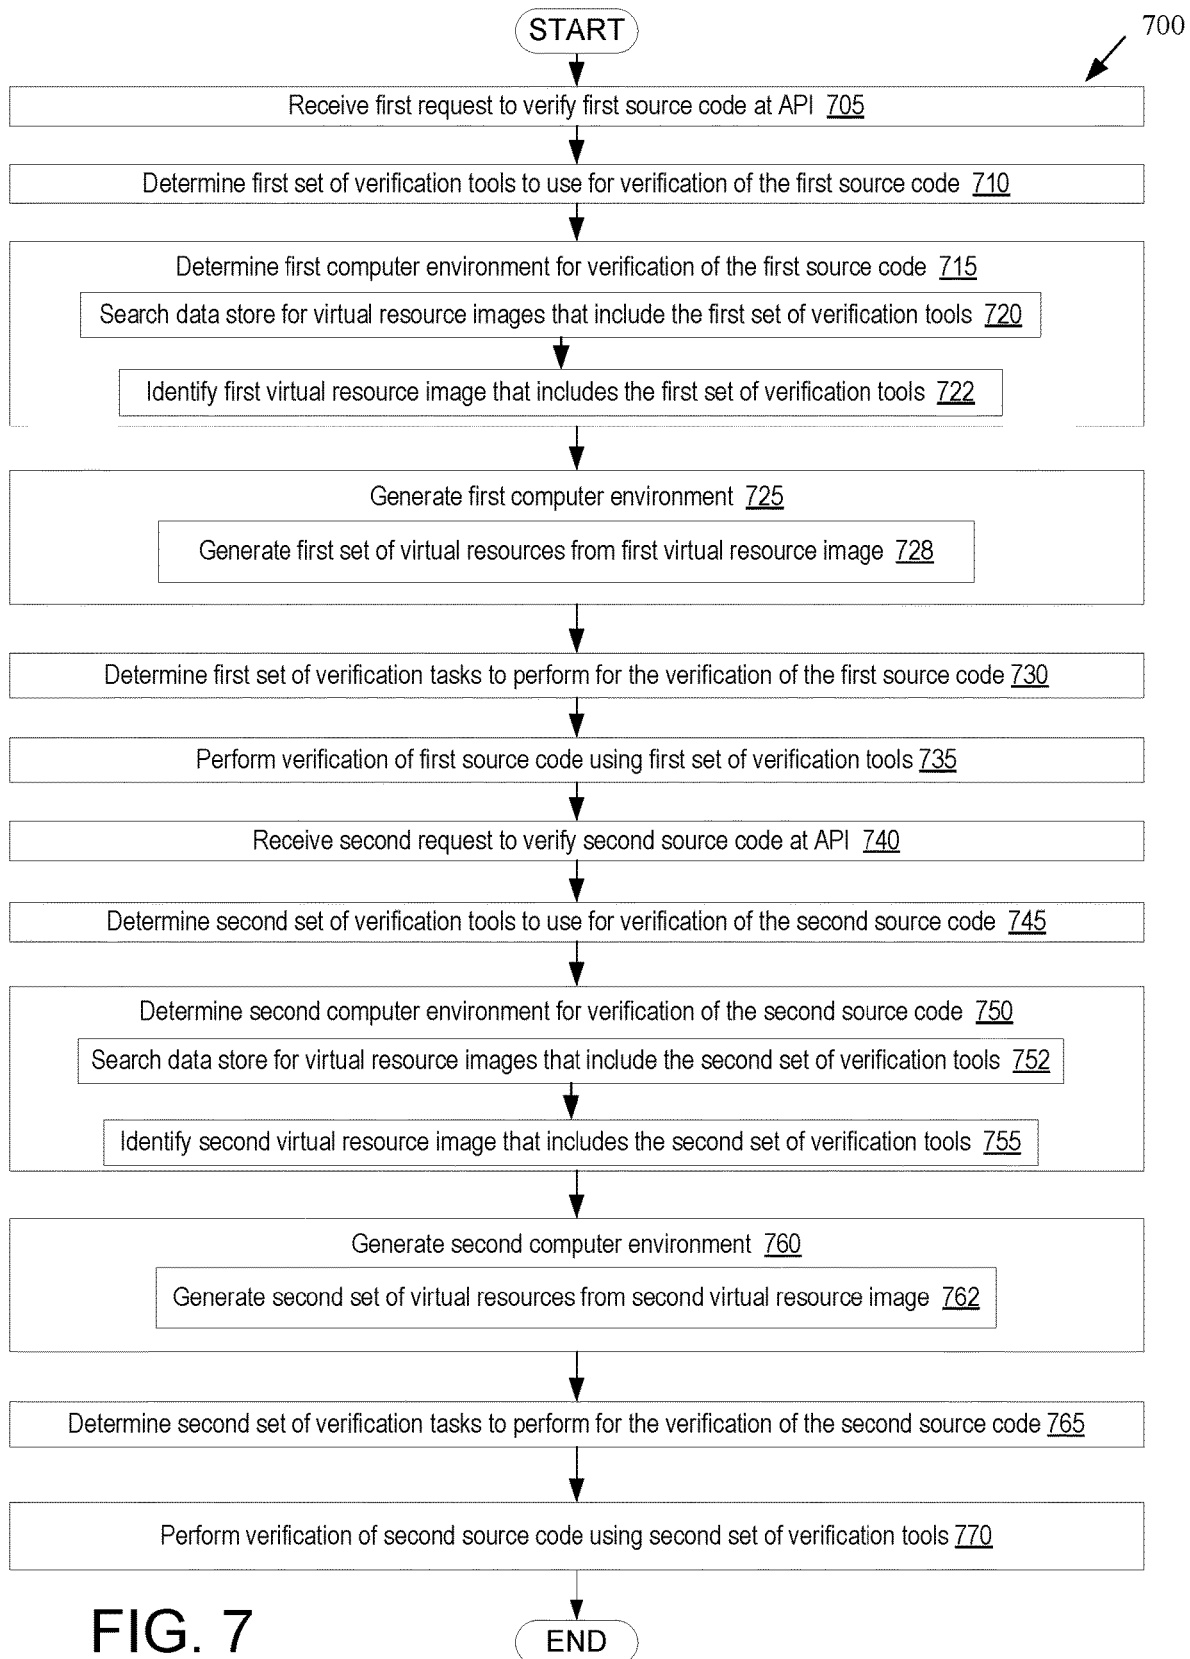 START
700
Receive first request to verify first source code at API 705
Determine first set of verification tools to use for verification of the first source code 710
Determine first computer environment for verification of the first source code 715
Search data store for virtual resource images that include the first set of verification tools 720
Identify first virtual resource image that includes the first set of verification tools 722
Generate first computer environment 725
Generate first set of virtual resources from first virtual resource image 728
Determine first set of verification tasks to perform for the verification of the first source code 730
Perform verification of first source code using first set of verification tools 735
Receive second request to verify second source code at API 740
Determine second set of verification tools to use for verification of the second source code 745
Determine second computer environment for verification of the second source code 750
Search data store for virtual resource images that include the second set of verification tools 752
Identify second virtual resource image that includes the second set of verification tools 755
Generate second computer environment 760
Generate second set of virtual resources from second virtual resource image 762
Determine second set of verification tasks to perform for the verification of the second source code 765
Perform verification of second source code using second set of verification tools 770
FIG. 7
END